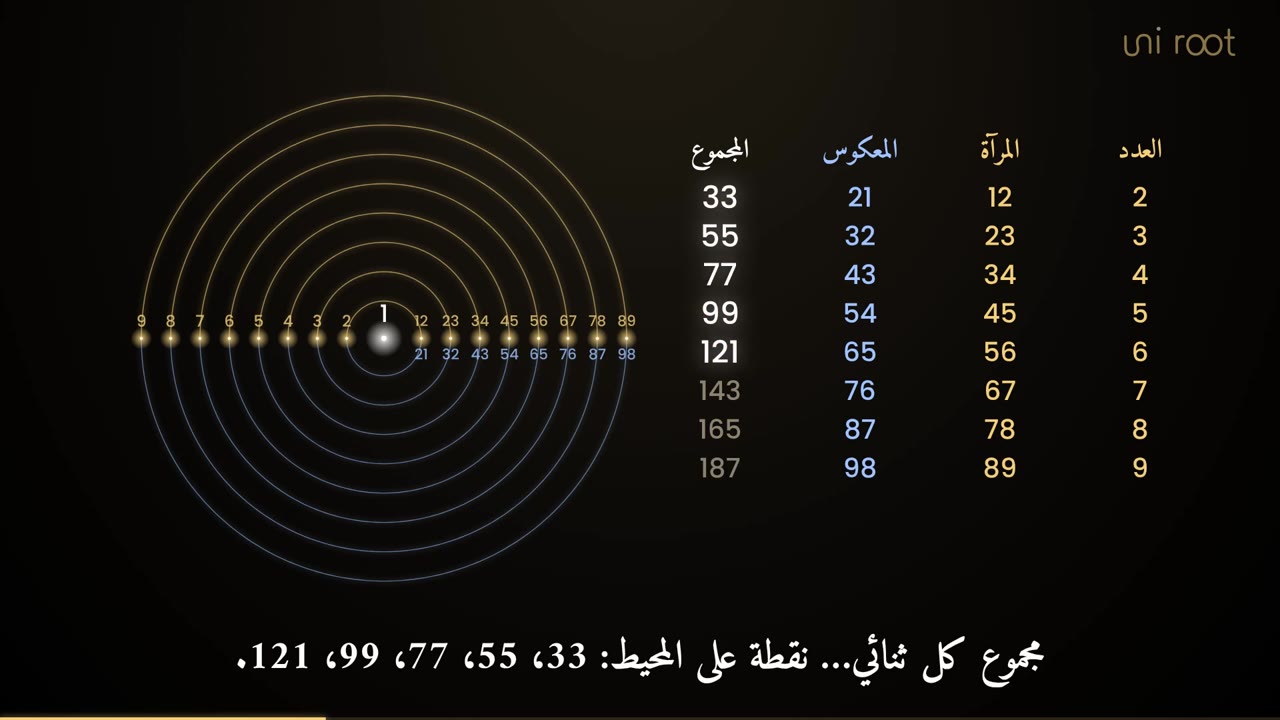 uni root
العدد المرآة المعكوس المجموع
2 12 21 33
3 23 32 55
4 34 43 77
5 45 54 99
6 56 65 121
7 67 76 143
8 78 87 165
9 89 98 187
1
9 8 7 6 5 4 3 2 12 23 34 45 56 67 78 89
21 32 43 54 65 76 87 98
مجموع كل ثنائي... نقطة على المحيط: 33، 55، 77، 99، 121.